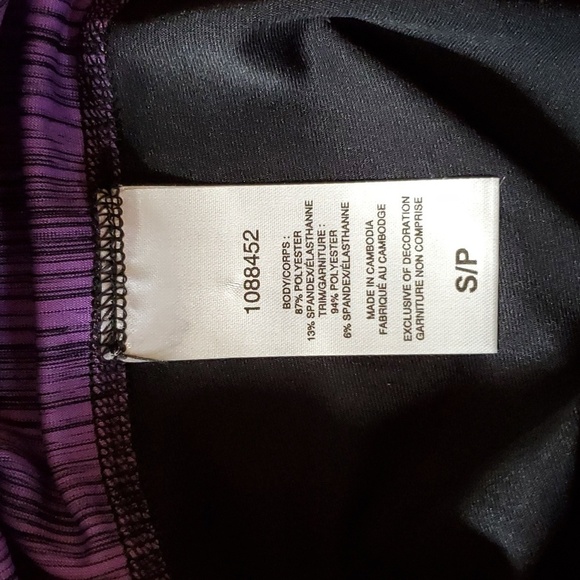 1088452
BODY/CORPS :
87% POLYESTER
13% SPANDEX/ÉLASTHANNE
TRIM/GARNITURE :
94% POLYESTER
6% SPANDEX/ÉLASTHANNE
MADE IN CAMBODIA
FABRIQUÉ AU CAMBODGE
EXCLUSIVE OF DECORATION
GARNITURE NON COMPRISE
S/P